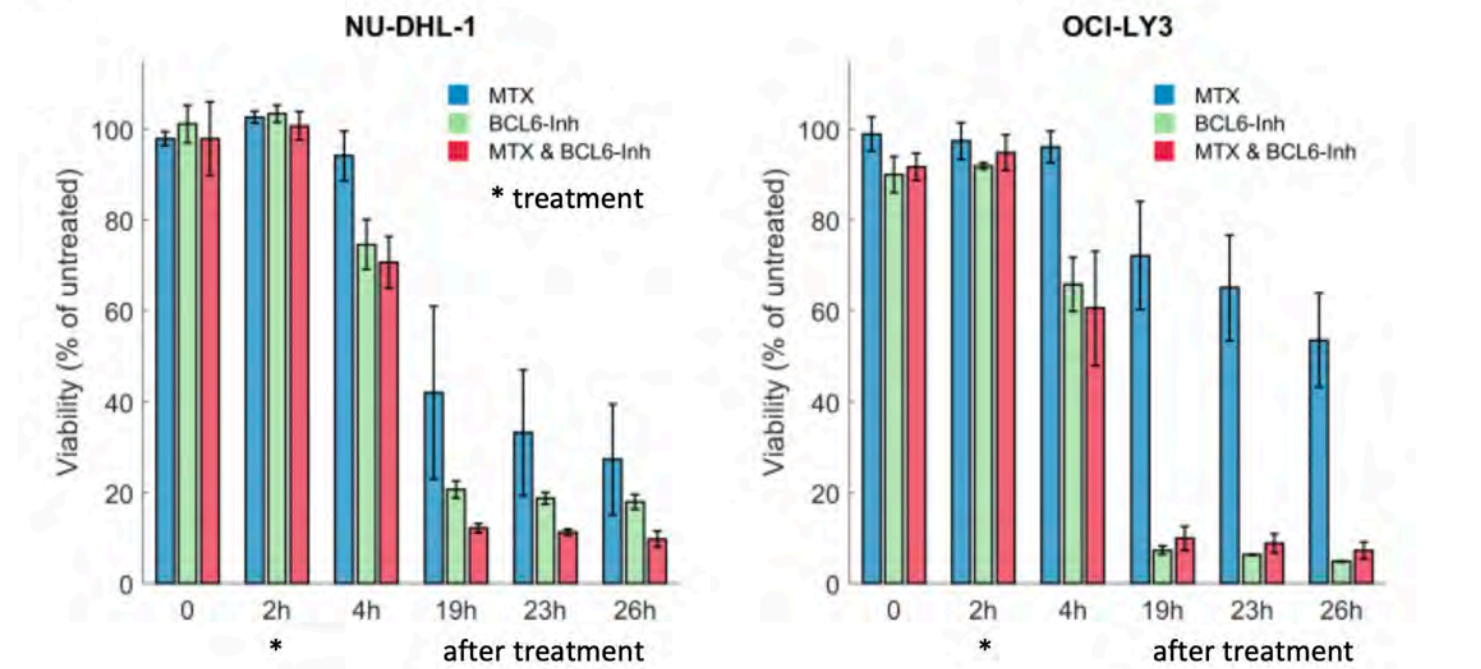 NU-DHL-1
MTX
BCL6-Inh
MTX & BCL6-Inh
* treatment
Viability (% of untreated)
100
80
60
40
20
0
0 2h 4h 19h 23h 26h
* after treatment
OCI-LY3
MTX
BCL6-Inh
MTX & BCL6-Inh
Viability (% of untreated)
100
80
60
40
20
0
0 2h 4h 19h 23h 26h
* after treatment